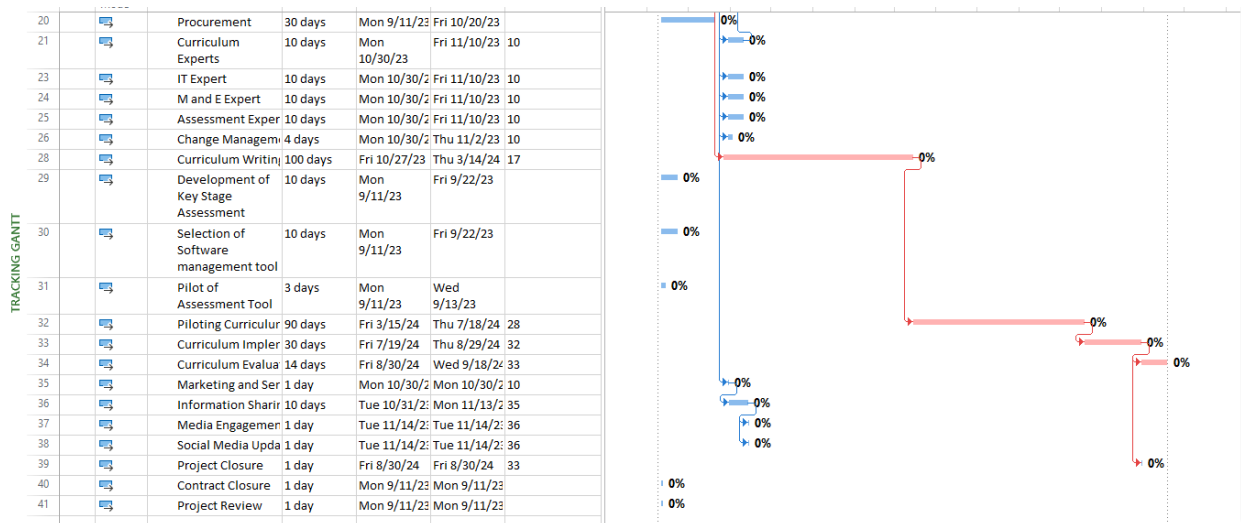 20 Procurement 30 days Mon 9/11/23 Fri 10/20/23 0%
21 Curriculum 10 days Mon Fri 11/10/23 10 0%
Experts 10/30/23
23 IT Expert 10 days Mon 10/30/2 Fri 11/10/23 10 0%
24 M and E Expert 10 days Mon 10/30/2 Fri 11/10/23 10 0%
25 Assessment Exper 10 days Mon 10/30/2 Fri 11/10/23 10 0%
26 Change Managem 4 days Mon 10/30/2 Thu 11/2/23 10 0%
28 Curriculum Writing 100 days Fri 10/27/23 Thu 3/14/24 17 0%
29 Development of 10 days Mon Fri 9/22/23 0%
Key Stage 9/11/23
Assessment
TRACKING GANTT
30 Selection of 10 days Mon Fri 9/22/23 0%
Software 9/11/23
management tool
31 Pilot of 3 days Mon Wed 0%
Assessment Tool 9/11/23 9/13/23
32 Piloting Curriculur 90 days Fri 3/15/24 Thu 7/18/24 28 0%
33 Curriculum Impler 30 days Fri 7/19/24 Thu 8/29/24 32 0%
34 Curriculum Evalua 14 days Fri 8/30/24 Wed 9/18/24 33 0%
35 Marketing and Ser 1 day Mon 10/30/2 Mon 10/30/2 10 0%
36 Information Sharin 10 days Tue 10/31/23 Mon 11/13/2 35 0%
37 Media Engagemen 1 day Tue 11/14/23 Tue 11/14/23 36 0%
38 Social Media Upda 1 day Tue 11/14/23 Tue 11/14/23 36 0%
39 Project Closure 1 day Fri 8/30/24 Fri 8/30/24 33 0%
40 Contract Closure 1 day Mon 9/11/23 Mon 9/11/23 0%
41 Project Review 1 day Mon 9/11/23 Mon 9/11/23 0%